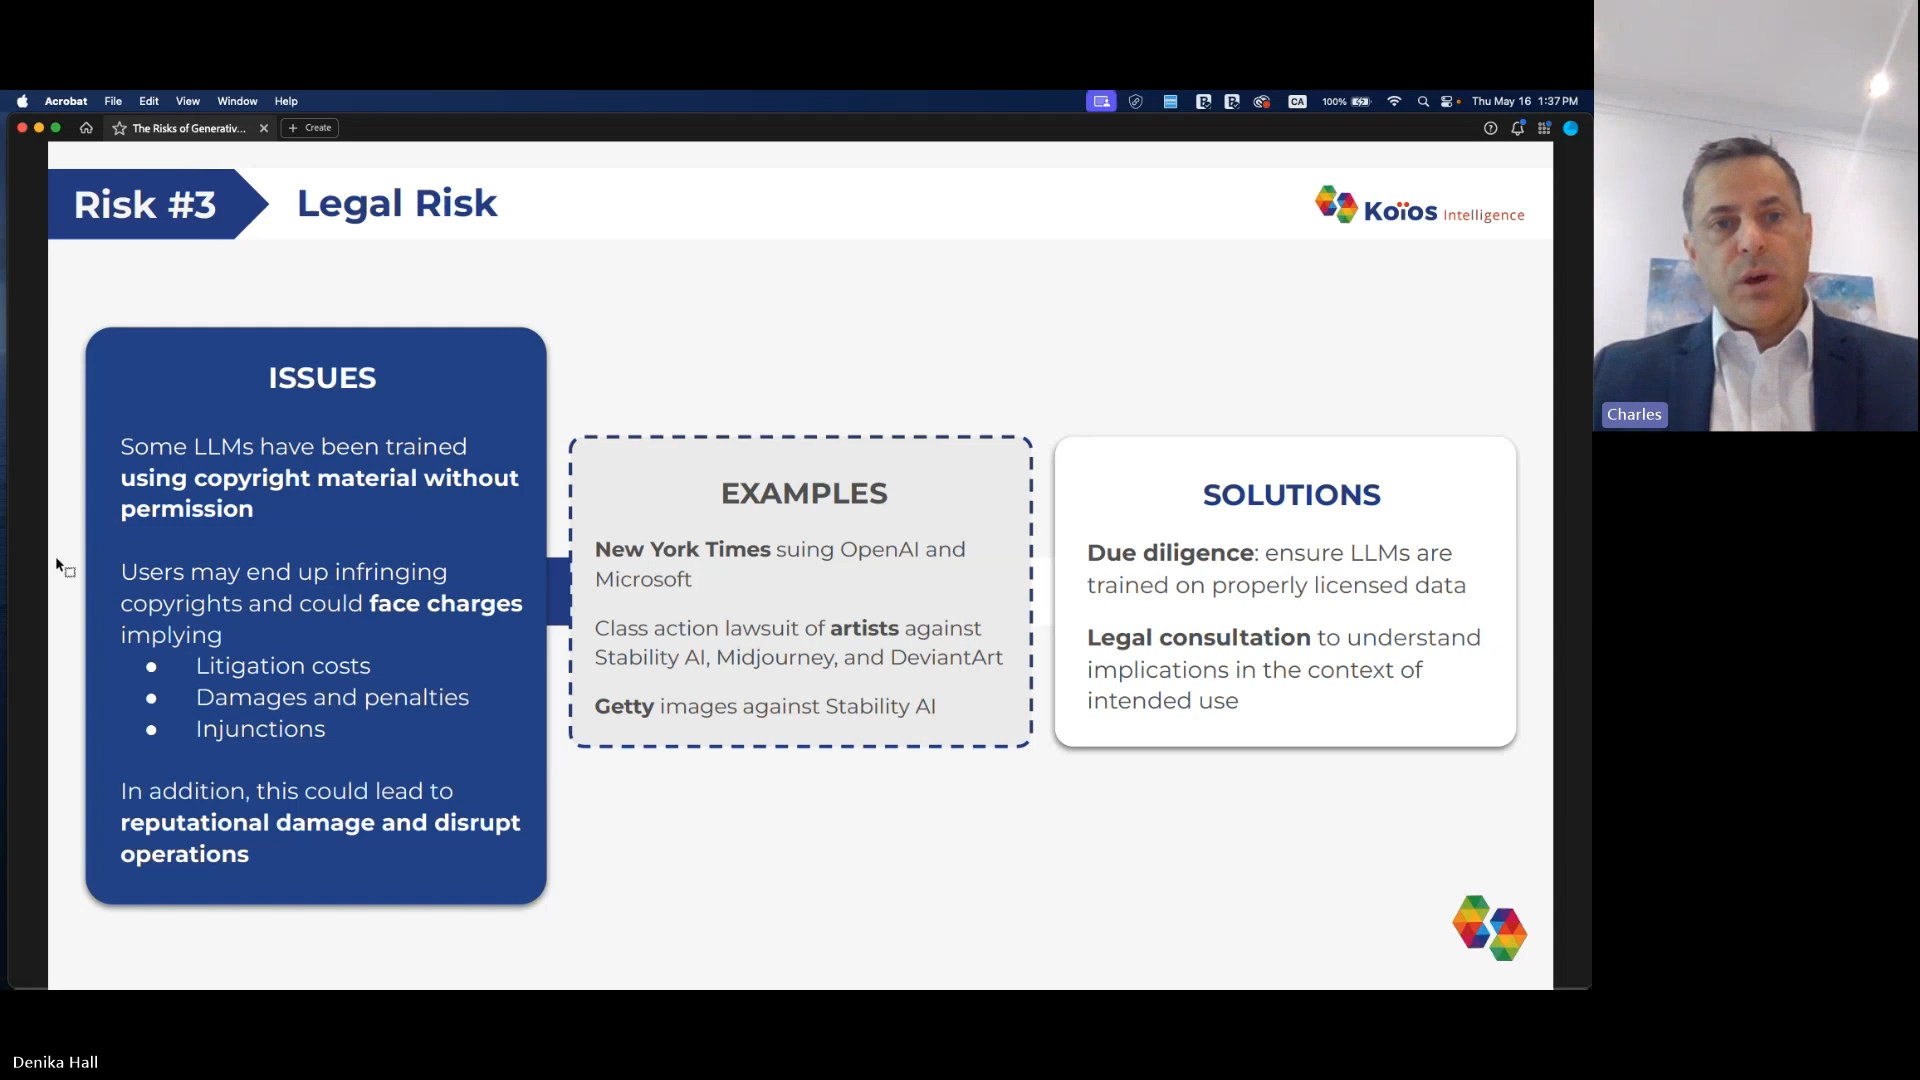 Acrobat File Edit View Window Help
CA 100% Thu May 16 1:37 PM
The Risks of Generativ... Create
Risk #3
Legal Risk
Koïos Intelligence
ISSUES
Some LLMs have been trained
using copyright material without
permission
Users may end up infringing
copyrights and could face charges
implying
● Litigation costs
● Damages and penalties
● Injunctions
In addition, this could lead to
reputational damage and disrupt
operations
EXAMPLES
New York Times suing OpenAI and
Microsoft
Class action lawsuit of artists against
Stability AI, Midjourney, and DeviantArt
Getty images against Stability AI
SOLUTIONS
Due diligence: ensure LLMs are
trained on properly licensed data
Legal consultation to understand
implications in the context of
intended use
Charles
Denika Hall